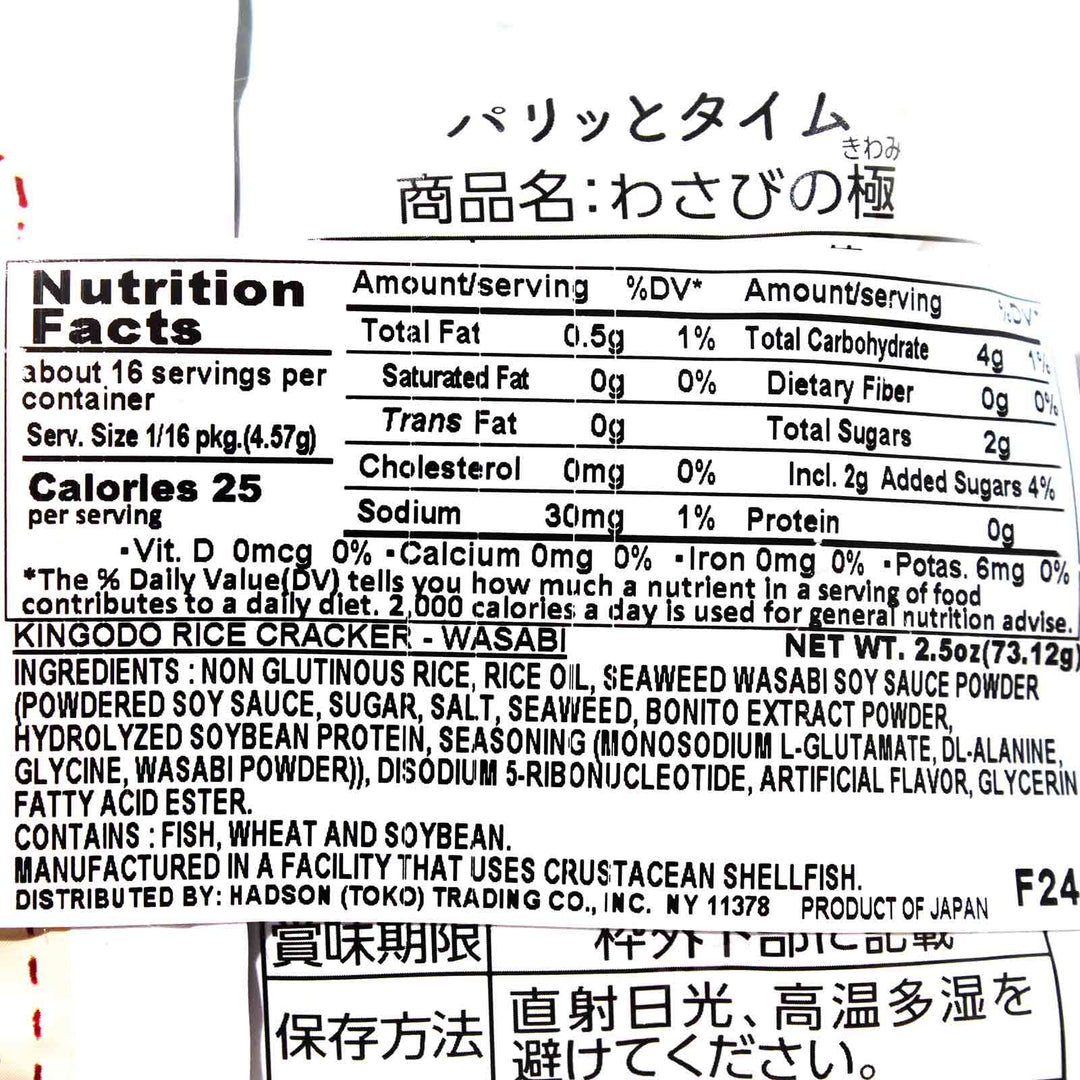 パリッとタイム
きわみ
商品名:わさびの極
Nutrition Facts
about 16 servings per container
Serv. Size 1/16 pkg.(4.57g)
Calories 25
per serving
Amount/serving %DV* Amount/serving %DV*
Total Fat 0.5g 1% Total Carbohydrate 4g 1%
Saturated Fat 0g 0% Dietary Fiber 0g 0%
Trans Fat 0g Total Sugars 2g
Cholesterol 0mg 0% Incl. 2g Added Sugars 4%
Sodium 30mg 1% Protein 0g
▪Vit. D 0mcg 0% ▪Calcium 0mg 0% ▪Iron 0mg 0% ▪Potas. 6mg 0%
*The % Daily Value(DV) tells you how much a nutrient in a serving of food
contributes to a daily diet. 2,000 calories a day is used for general nutrition advise.
KINGODO RICE CRACKER - WASABI NET WT. 2.5oz(73.12g)
INGREDIENTS : NON GLUTINOUS RICE, RICE OIL, SEAWEED WASABI SOY SAUCE POWDER
(POWDERED SOY SAUCE, SUGAR, SALT, SEAWEED, BONITO EXTRACT POWDER,
HYDROLYZED SOYBEAN PROTEIN, SEASONING (MONOSODIUM L-GLUTAMATE, DL-ALANINE,
GLYCINE, WASABI POWDER)), DISODIUM 5-RIBONUCLEOTIDE, ARTIFICIAL FLAVOR, GLYCERIN
FATTY ACID ESTER.
CONTAINS : FISH, WHEAT AND SOYBEAN.
MANUFACTURED IN A FACILITY THAT USES CRUSTACEAN SHELLFISH.
DISTRIBUTED BY: HADSON (TOKO) TRADING CO., INC. NY 11378 PRODUCT OF JAPAN F24
賞味期限 枠外下部に記載
保存方法 直射日光、高温多湿を
避けてください。